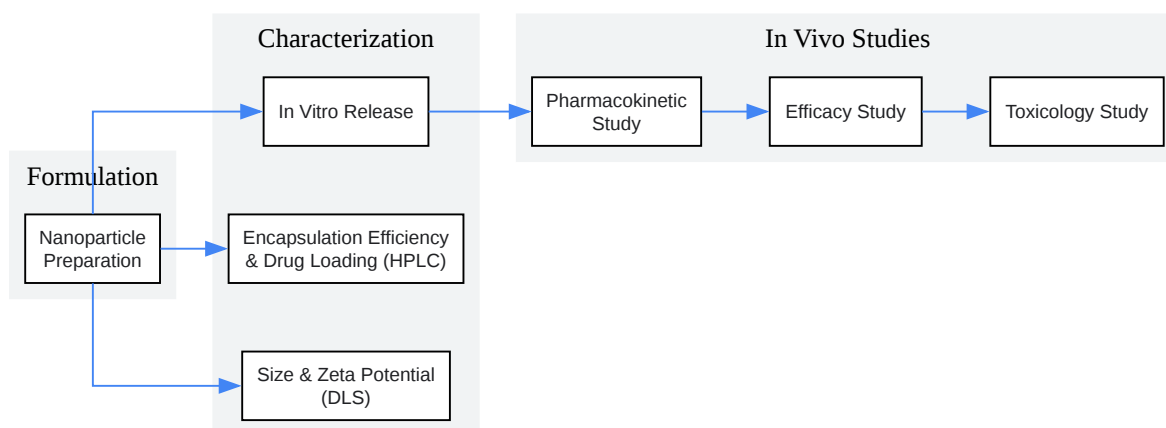 Characterization
In Vivo Studies
In Vitro Release
Pharmacokinetic
Study
Efficacy Study
Toxicology Study
Formulation
Nanoparticle
Preparation
Encapsulation Efficiency
& Drug Loading (HPLC)
Size & Zeta Potential
(DLS)